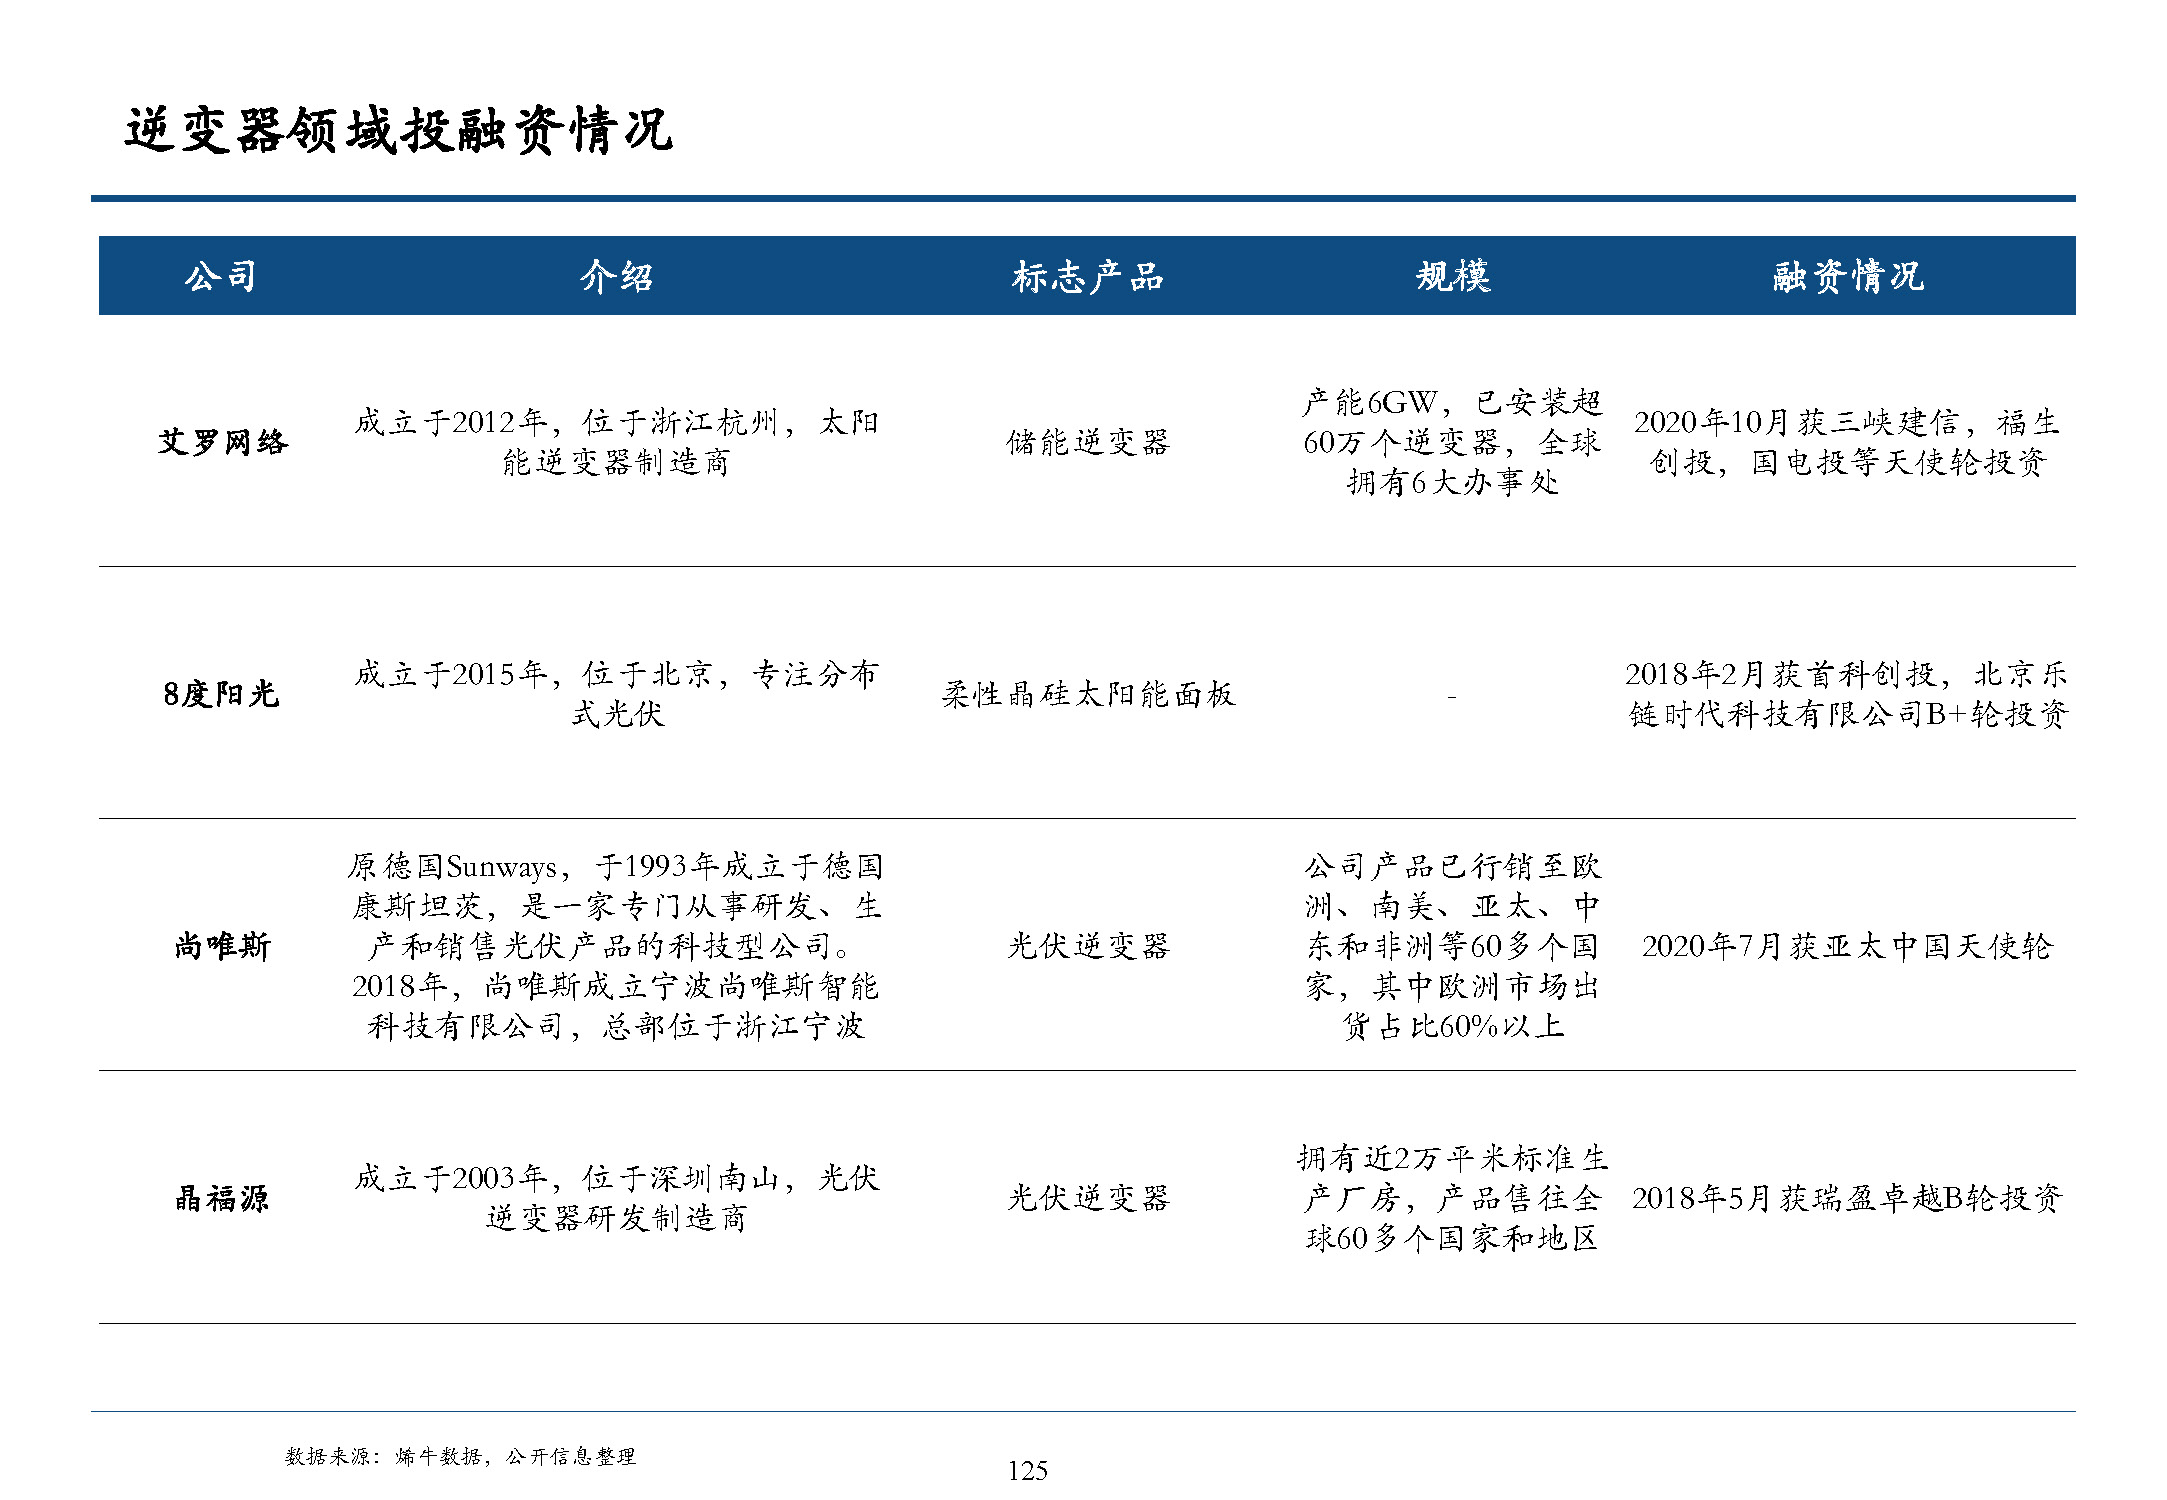 逆变器领域投融资情况
公司 介绍 标志产品 规模 融资情况
艾罗网络
成立于2012年，位于浙江杭州，太阳
能逆变器制造商
储能逆变器
产能6GW，已安装超
60万个逆变器，全球
拥有6大办事处
2020年10月获三峡建信，福生
创投，国电投等天使轮投资
8度阳光
成立于2015年，位于北京，专注分布
式光伏
柔性晶硅太阳能面板
-
2018年2月获首科创投，北京乐
链时代科技有限公司B+轮投资
尚唯斯
原德国Sunways，于1993年成立于德国
康斯坦茨，是一家专门从事研发、生
产和销售光伏产品的科技型公司。
2018年，尚唯斯成立宁波尚唯斯智能
科技有限公司，总部位于浙江宁波
光伏逆变器
公司产品已行销至欧
洲、南美、亚太、中
东和非洲等60多个国
家，其中欧洲市场出
货占比60%以上
2020年7月获亚太中国天使轮
晶福源
成立于2003年，位于深圳南山，光伏
逆变器研发制造商
光伏逆变器
拥有近2万平米标准生
产厂房，产品售往全
球60多个国家和地区
2018年5月获瑞盈卓越B轮投资
数据来源：烯牛数据，公开信息整理
125